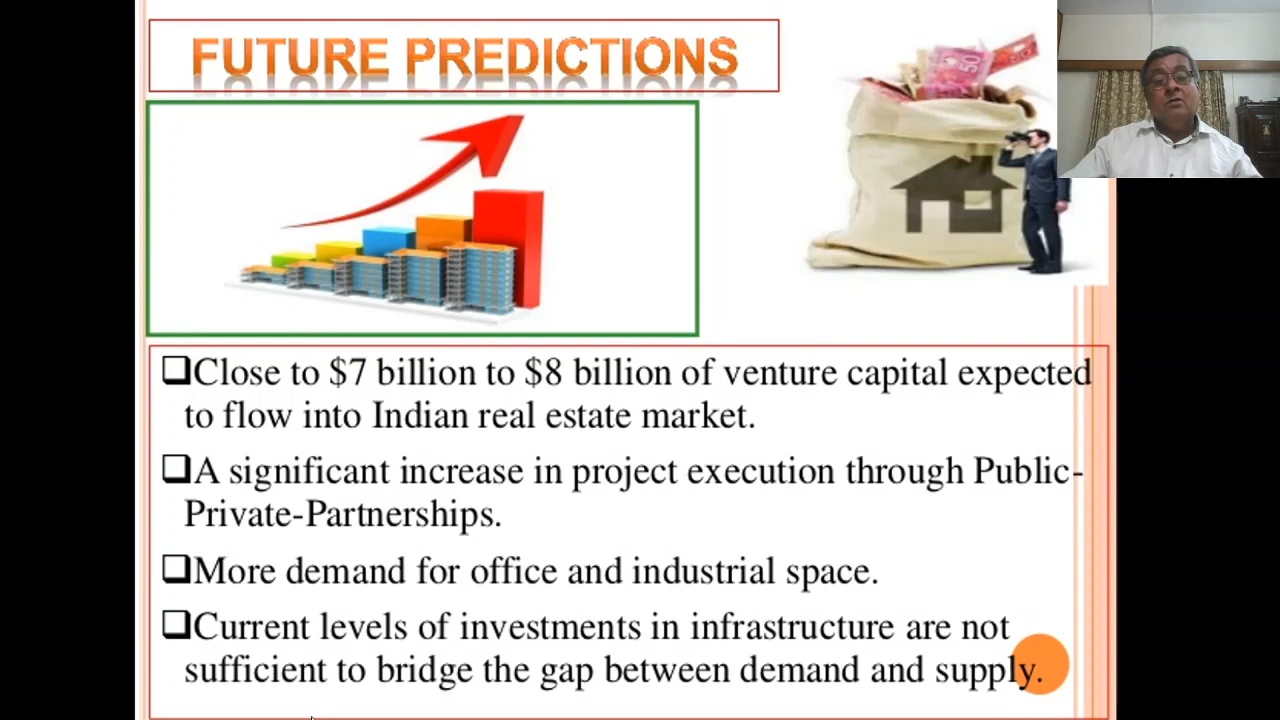 FUTURE PREDICTIONS
50
❑Close to $7 billion to $8 billion of venture capital expected
to flow into Indian real estate market.
❑A significant increase in project execution through Public-
Private-Partnerships.
❑More demand for office and industrial space.
❑Current levels of investments in infrastructure are not
sufficient to bridge the gap between demand and supply.